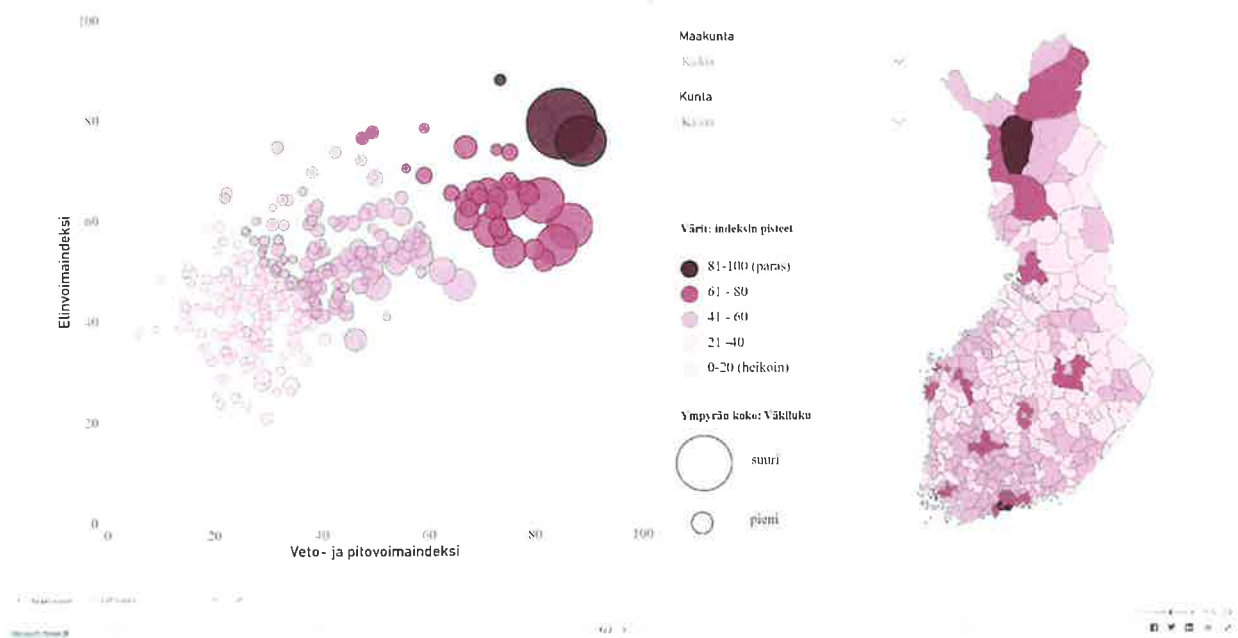 100
80
60
40
20
0
Elinvoimaindeksi
0 20 40 60 80 100
Veto- ja pitovoimaindeksi
Maakunta
Kaikki
Kunta
Kaikki
Värit: indeksin pisteet
81-100 (paras)
61 - 80
41 - 60
21 -40
0-20 (heikoin)
Ympyrän koko: Väkiluku
suuri
pieni